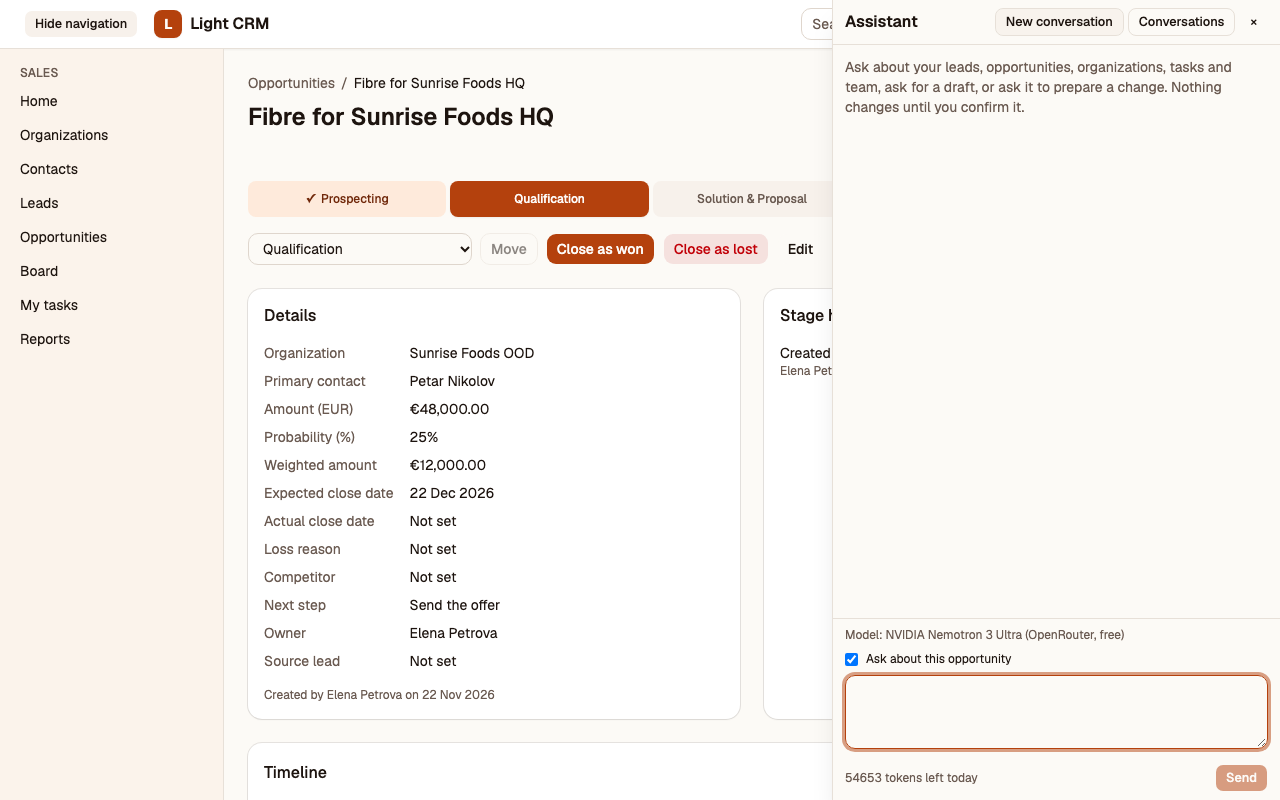 Hide navigation
L
Light CRM
Assistant
New conversation
Conversations
×
SALES
Home
Organizations
Contacts
Leads
Opportunities
Board
My tasks
Reports
Opportunities / Fibre for Sunrise Foods HQ
Fibre for Sunrise Foods HQ
✓ Prospecting
Qualification
Solution & Proposal
Qualification
Move
Close as won
Close as lost
Edit
Details
Organization Sunrise Foods OOD
Primary contact Petar Nikolov
Amount (EUR) €48,000.00
Probability (%) 25%
Weighted amount €12,000.00
Expected close date 22 Dec 2026
Actual close date Not set
Loss reason Not set
Competitor Not set
Next step Send the offer
Owner Elena Petrova
Source lead Not set
Created by Elena Petrova on 22 Nov 2026
Stage
Created
Elena
Timeline
Ask about your leads, opportunities, organizations, tasks and
team, ask for a draft, or ask it to prepare a change. Nothing
changes until you confirm it.
Model: NVIDIA Nemotron 3 Ultra (OpenRouter, free)
Ask about this opportunity
54653 tokens left today
Send